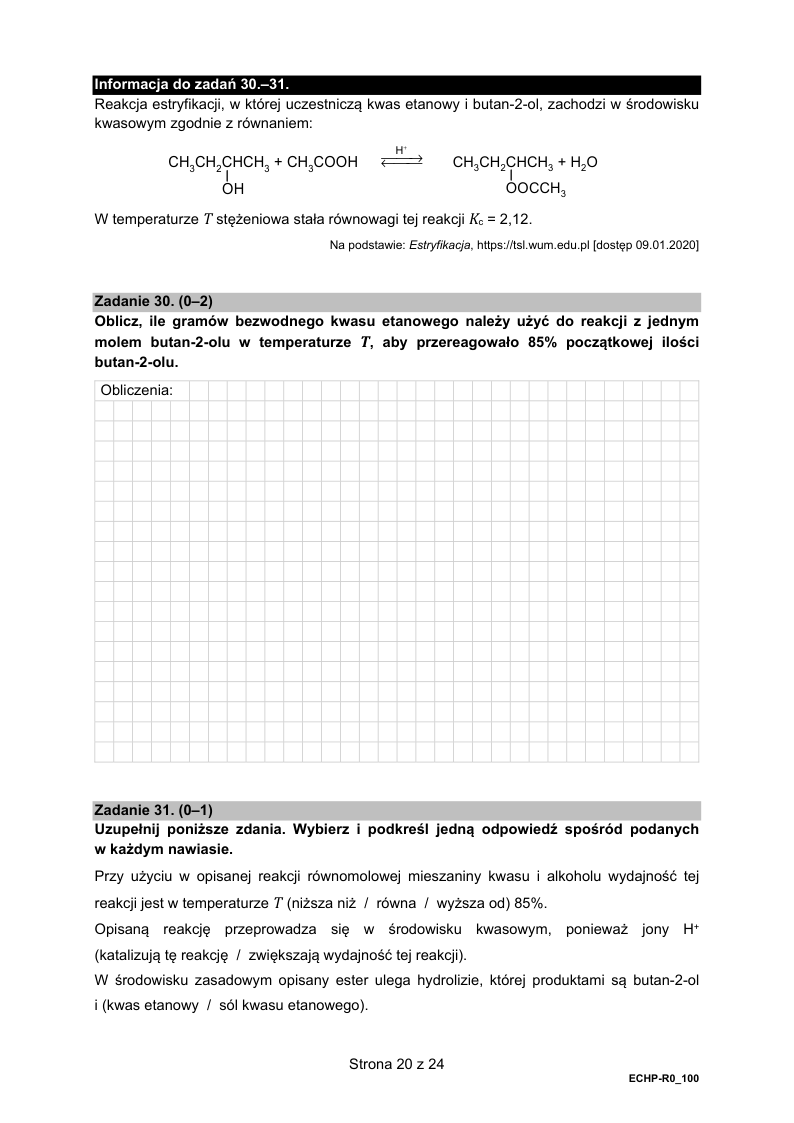 Informacja do zadań 30.–31.
Reakcja estryfikacji, w której uczestniczą kwas etanowy i butan-2-ol, zachodzi w środowisku
kwasowym zgodnie z równaniem:
H⁺
CH₃CH₂CHCH₃ + CH₃COOH ⇄ CH₃CH₂CHCH₃ + H₂O
OH OOCCH₃
W temperaturze T stężeniowa stała równowagi tej reakcji Kc = 2,12.
Na podstawie: Estryfikacja, https://tsl.wum.edu.pl [dostęp 09.01.2020]
Zadanie 30. (0–2)
Oblicz, ile gramów bezwodnego kwasu etanowego należy użyć do reakcji z jednym
molem butan-2-olu w temperaturze T, aby przereagowało 85% początkowej ilości
butan-2-olu.
Obliczenia:
Zadanie 31. (0–1)
Uzupełnij poniższe zdania. Wybierz i podkreśl jedną odpowiedź spośród podanych
w każdym nawiasie.
Przy użyciu w opisanej reakcji równomolowej mieszaniny kwasu i alkoholu wydajność tej
reakcji jest w temperaturze T (niższa niż / równa / wyższa od) 85%.
Opisaną reakcję przeprowadza się w środowisku kwasowym, ponieważ jony H⁺
(katalizują tę reakcję / zwiększają wydajność tej reakcji).
W środowisku zasadowym opisany ester ulega hydrolizie, której produktami są butan-2-ol
i (kwas etanowy / sól kwasu etanowego).
Strona 20 z 24
ECHP-R0_100